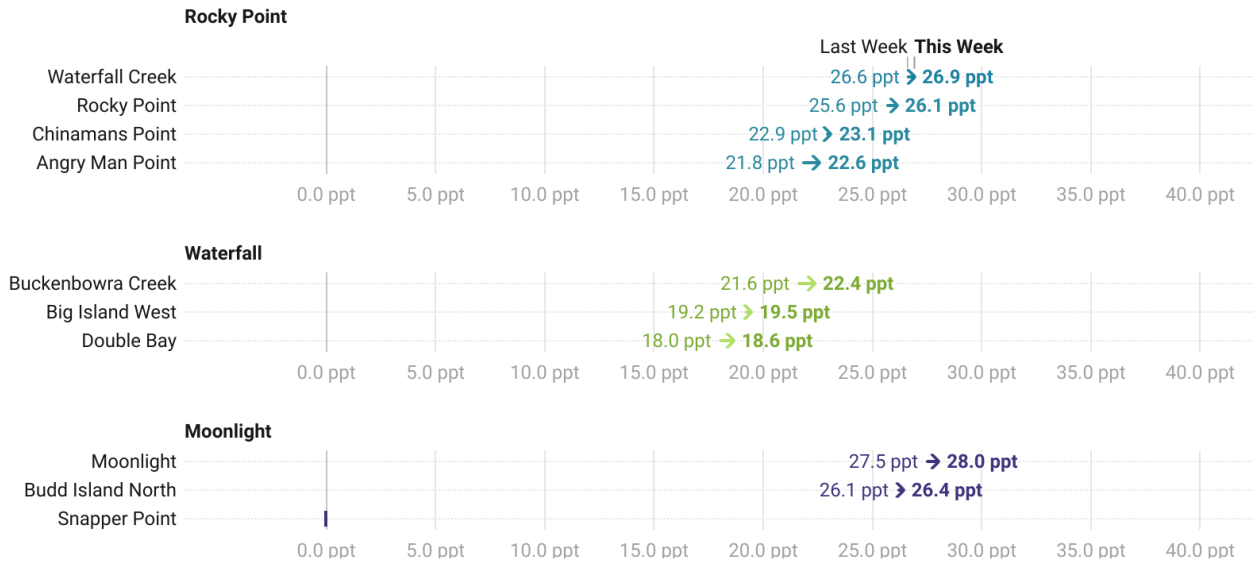 Rocky Point
Last Week This Week
Waterfall Creek 26.6 ppt 26.9 ppt
Rocky Point 25.6 ppt 26.1 ppt
Chinamans Point 22.9 ppt 23.1 ppt
Angry Man Point 21.8 ppt 22.6 ppt
0.0 ppt 5.0 ppt 10.0 ppt 15.0 ppt 20.0 ppt 25.0 ppt 30.0 ppt 35.0 ppt 40.0 ppt
Waterfall
Buckenbowra Creek 21.6 ppt 22.4 ppt
Big Island West 19.2 ppt 19.5 ppt
Double Bay 18.0 ppt 18.6 ppt
0.0 ppt 5.0 ppt 10.0 ppt 15.0 ppt 20.0 ppt 25.0 ppt 30.0 ppt 35.0 ppt 40.0 ppt
Moonlight
Moonlight 27.5 ppt 28.0 ppt
Budd Island North 26.1 ppt 26.4 ppt
Snapper Point
0.0 ppt 5.0 ppt 10.0 ppt 15.0 ppt 20.0 ppt 25.0 ppt 30.0 ppt 35.0 ppt 40.0 ppt